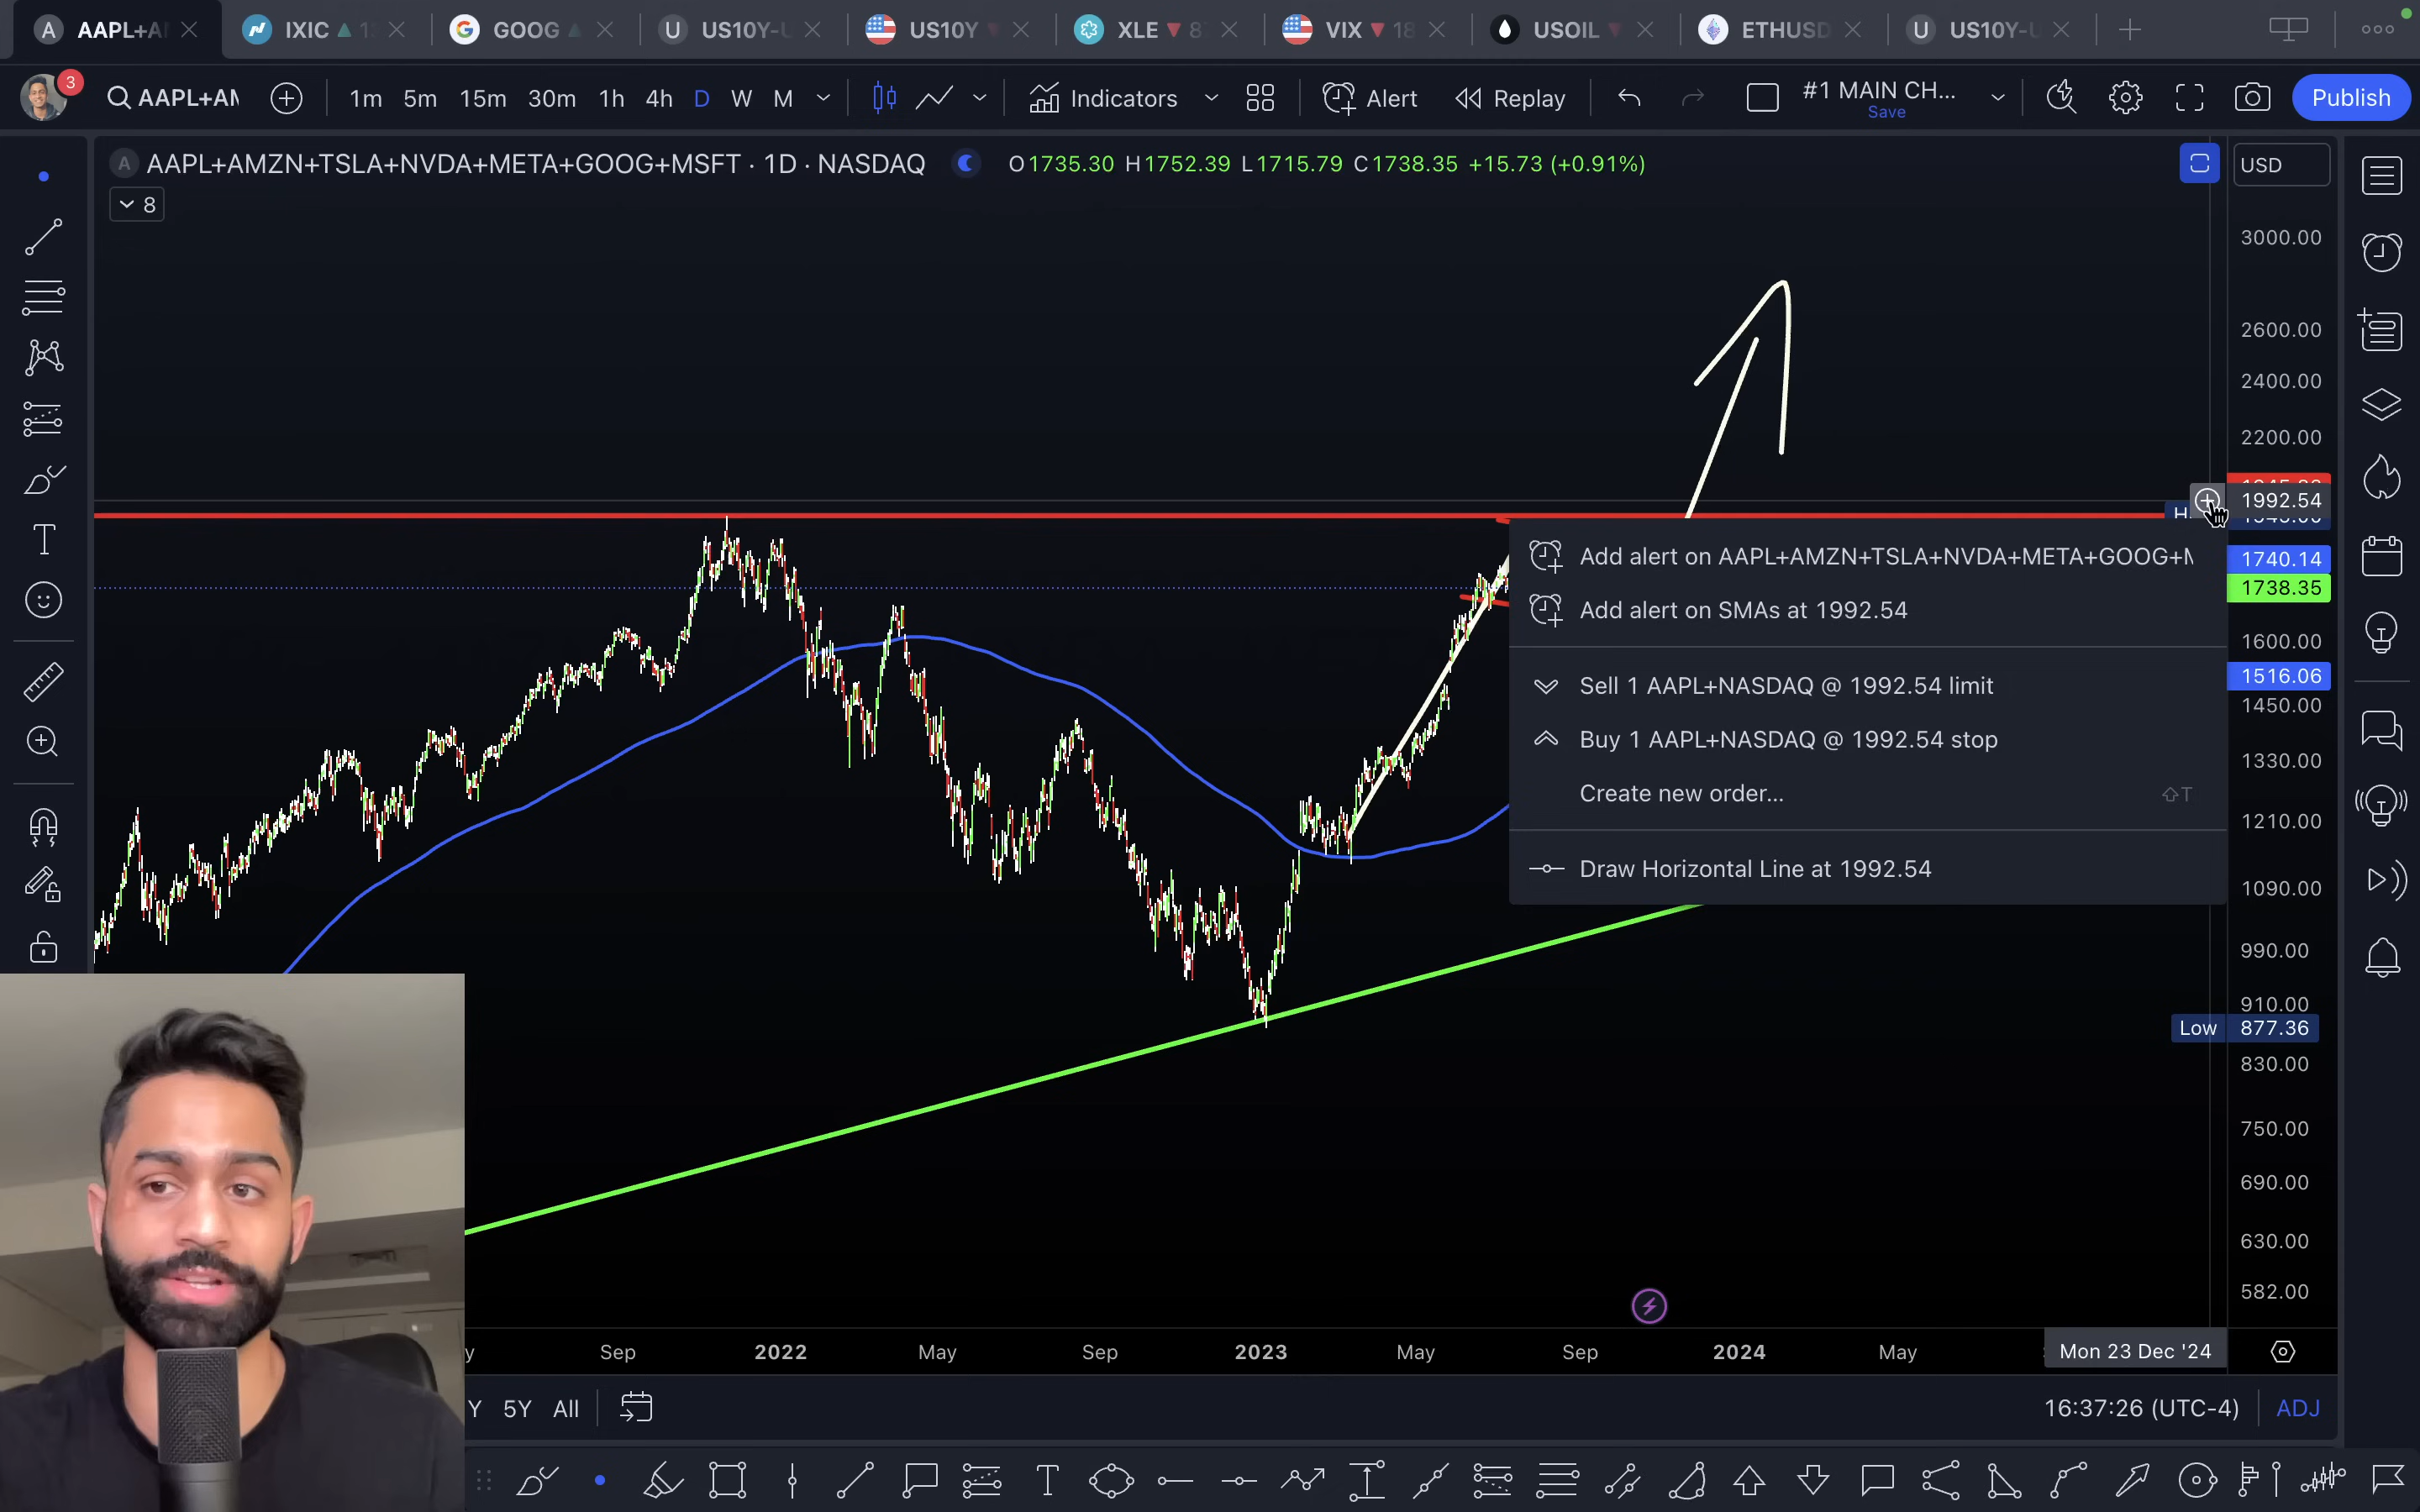 A AAPL+A
IXIC
GOOG
U US10Y-U
US10Y
XLE 8
VIX 18
USOIL
ETHUSD
U US10Y-U
3
AAPL+AM
1m 5m 15m 30m 1h 4h D W M
Indicators
Alert
Replay
#1 MAIN CH...
Save
Publish
A AAPL+AMZN+TSLA+NVDA+META+GOOG+MSFT · 1D · NASDAQ
O1735.30 H1752.39 L1715.79 C1738.35 +15.73 (+0.91%)
USD
8
3000.00
2600.00
2400.00
2200.00
1992.54
1740.14
1738.35
1600.00
1516.06
1450.00
1330.00
1210.00
1090.00
990.00
910.00
Low 877.36
830.00
750.00
690.00
630.00
582.00
Add alert on AAPL+AMZN+TSLA+NVDA+META+GOOG+M
Add alert on SMAs at 1992.54
Sell 1 AAPL+NASDAQ @ 1992.54 limit
Buy 1 AAPL+NASDAQ @ 1992.54 stop
Create new order... ⇧T
Draw Horizontal Line at 1992.54
Sep 2022 May Sep 2023 May Sep 2024 May Mon 23 Dec '24
Y 5Y All
16:37:26 (UTC-4) ADJ